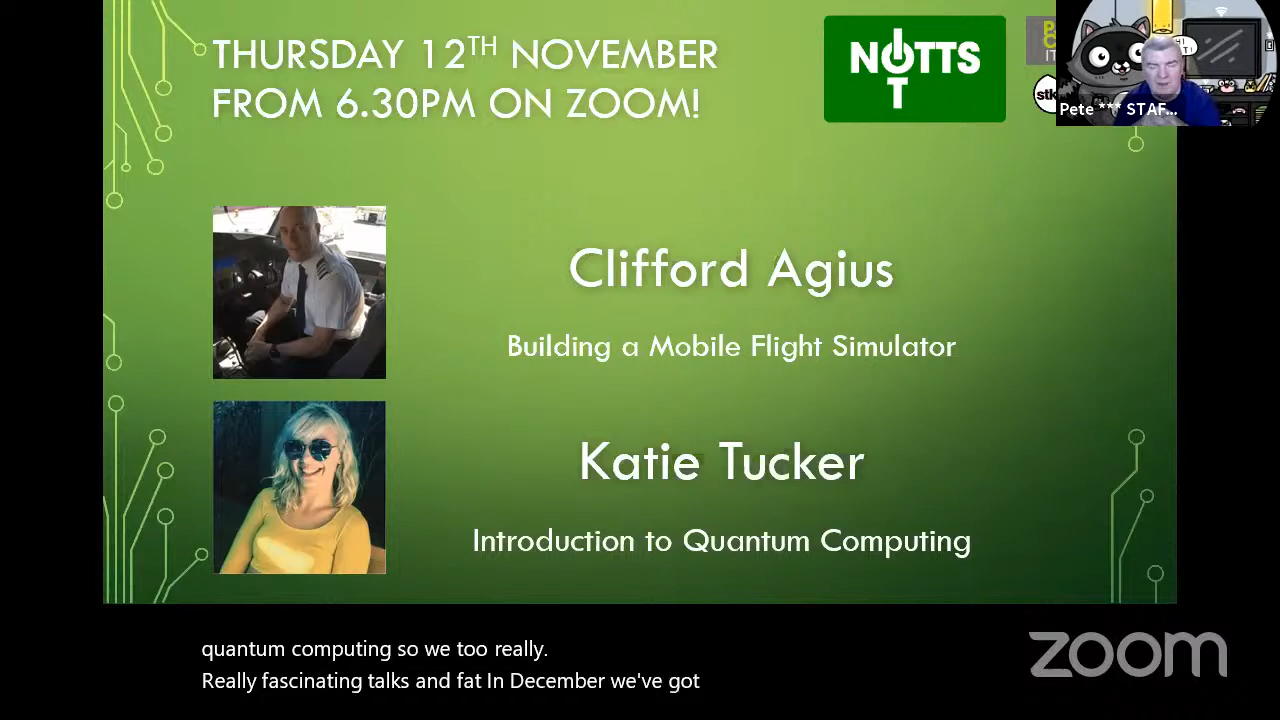 THURSDAY 12TH NOVEMBER
FROM 6.30PM ON ZOOM!
NOTTS
IOT
stk
Pete *** STAF...
Clifford Agius
Building a Mobile Flight Simulator
Katie Tucker
Introduction to Quantum Computing
quantum computing so we too really.
Really fascinating talks and fat In December we've got
zoom